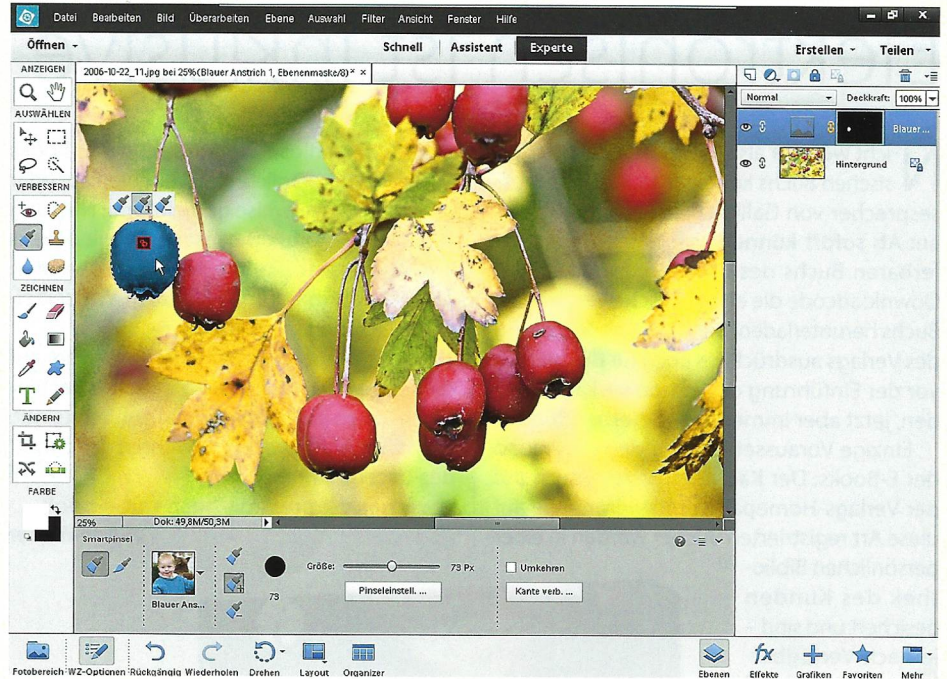 Datei Bearbeiten Bild Überarbeiten Ebene Auswahl Filter Ansicht Fenster Hilfe
Öffnen Schnell Assistent Experte Erstellen Teilen
ANZEIGEN
2006-10-22_11.jpg bei 25%(Blauer Anstrich 1, Ebenenmaske/8)* ×
AUSWÄHLEN
VERBESSERN
ZEICHNEN
T
ÄNDERN
FARBE
Normal Deckkraft: 100%
Blauer ...
Hintergrund
25% Dok: 49,8M/50,3M
Smartpinsel
Blauer Ans...
73
Größe: 73 Px
Pinseleinstell. ...
Umkehren
Kante verb. ...
Fotobereich WZ-Optionen Rückgängig Wiederholen Drehen Layout Organizer
Ebenen Effekte Grafiken Favoriten Mehr